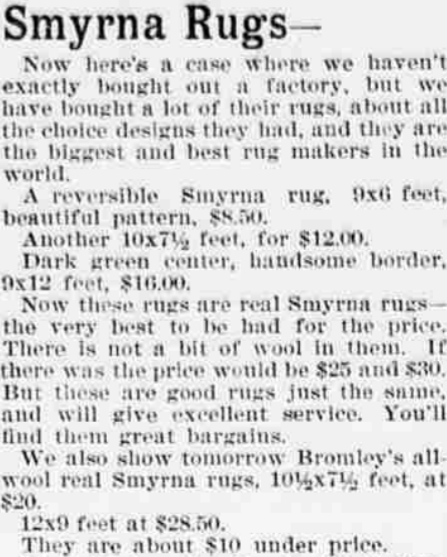 Smyrna Rugs—
Now here's a case where we haven't
exactly bought out a factory, but we
have bought a lot of their rugs, about all
the choice designs they had, and they are
the biggest and best rug makers in the
world.
A reversible Smyrna rug, 9x6 feet,
beautiful pattern, $8.50.
Another 10x7½ feet, for $12.00.
Dark green center, handsome border,
9x12 feet, $16.00.
Now these rugs are real Smyrna rugs—
the very best to be had for the price.
There is not a bit of wool in them. If
there was the price would be $25 and $30.
But these are good rugs just the same,
and will give excellent service. You'll
find them great bargains.
We also show tomorrow Bromley's all-
wool real Smyrna rugs, 10½x7½ feet, at
$20.
12x9 feet at $28.50.
They are about $10 under price.